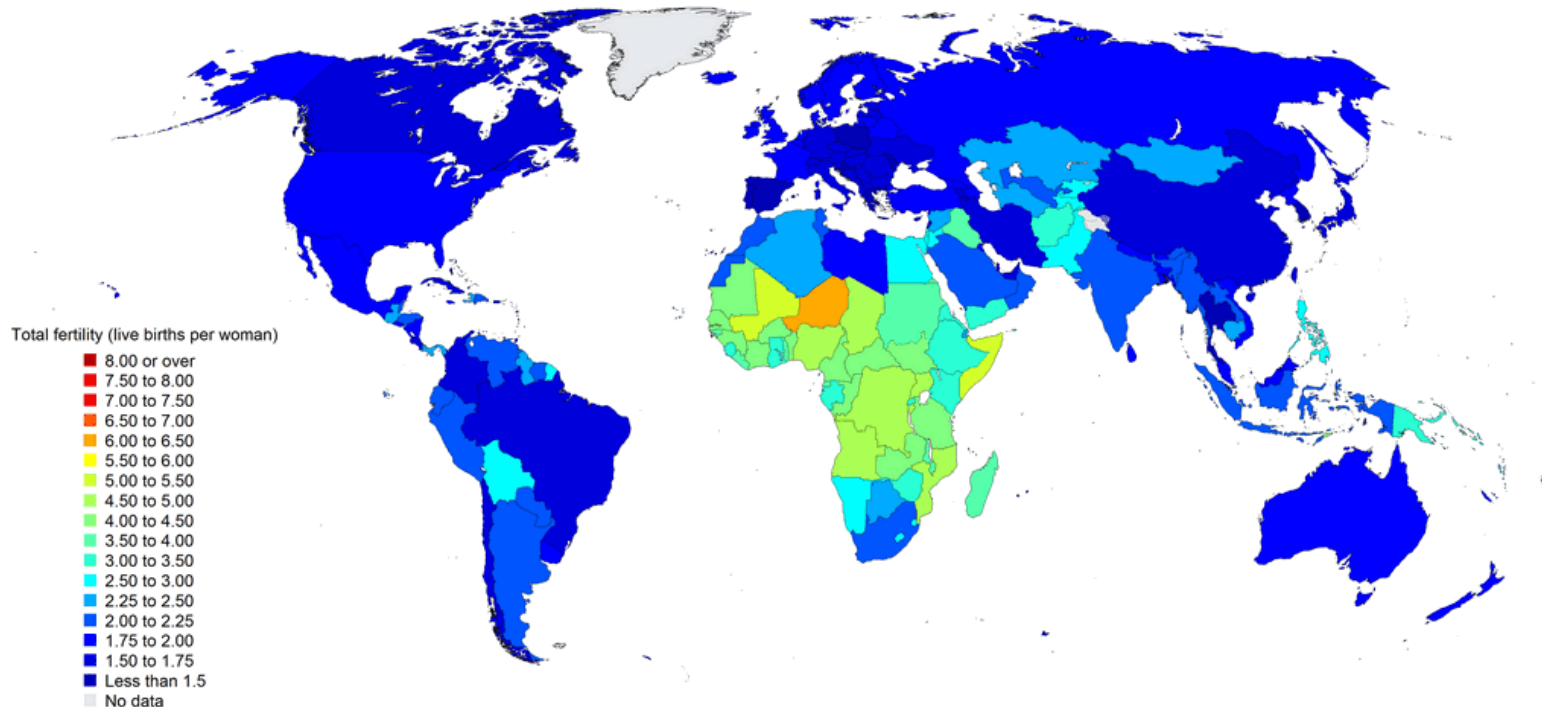 Total fertility (live births per woman)
8.00 or over
7.50 to 8.00
7.00 to 7.50
6.50 to 7.00
6.00 to 6.50
5.50 to 6.00
5.00 to 5.50
4.50 to 5.00
4.00 to 4.50
3.50 to 4.00
3.00 to 3.50
2.50 to 3.00
2.25 to 2.50
2.00 to 2.25
1.75 to 2.00
1.50 to 1.75
Less than 1.5
No data